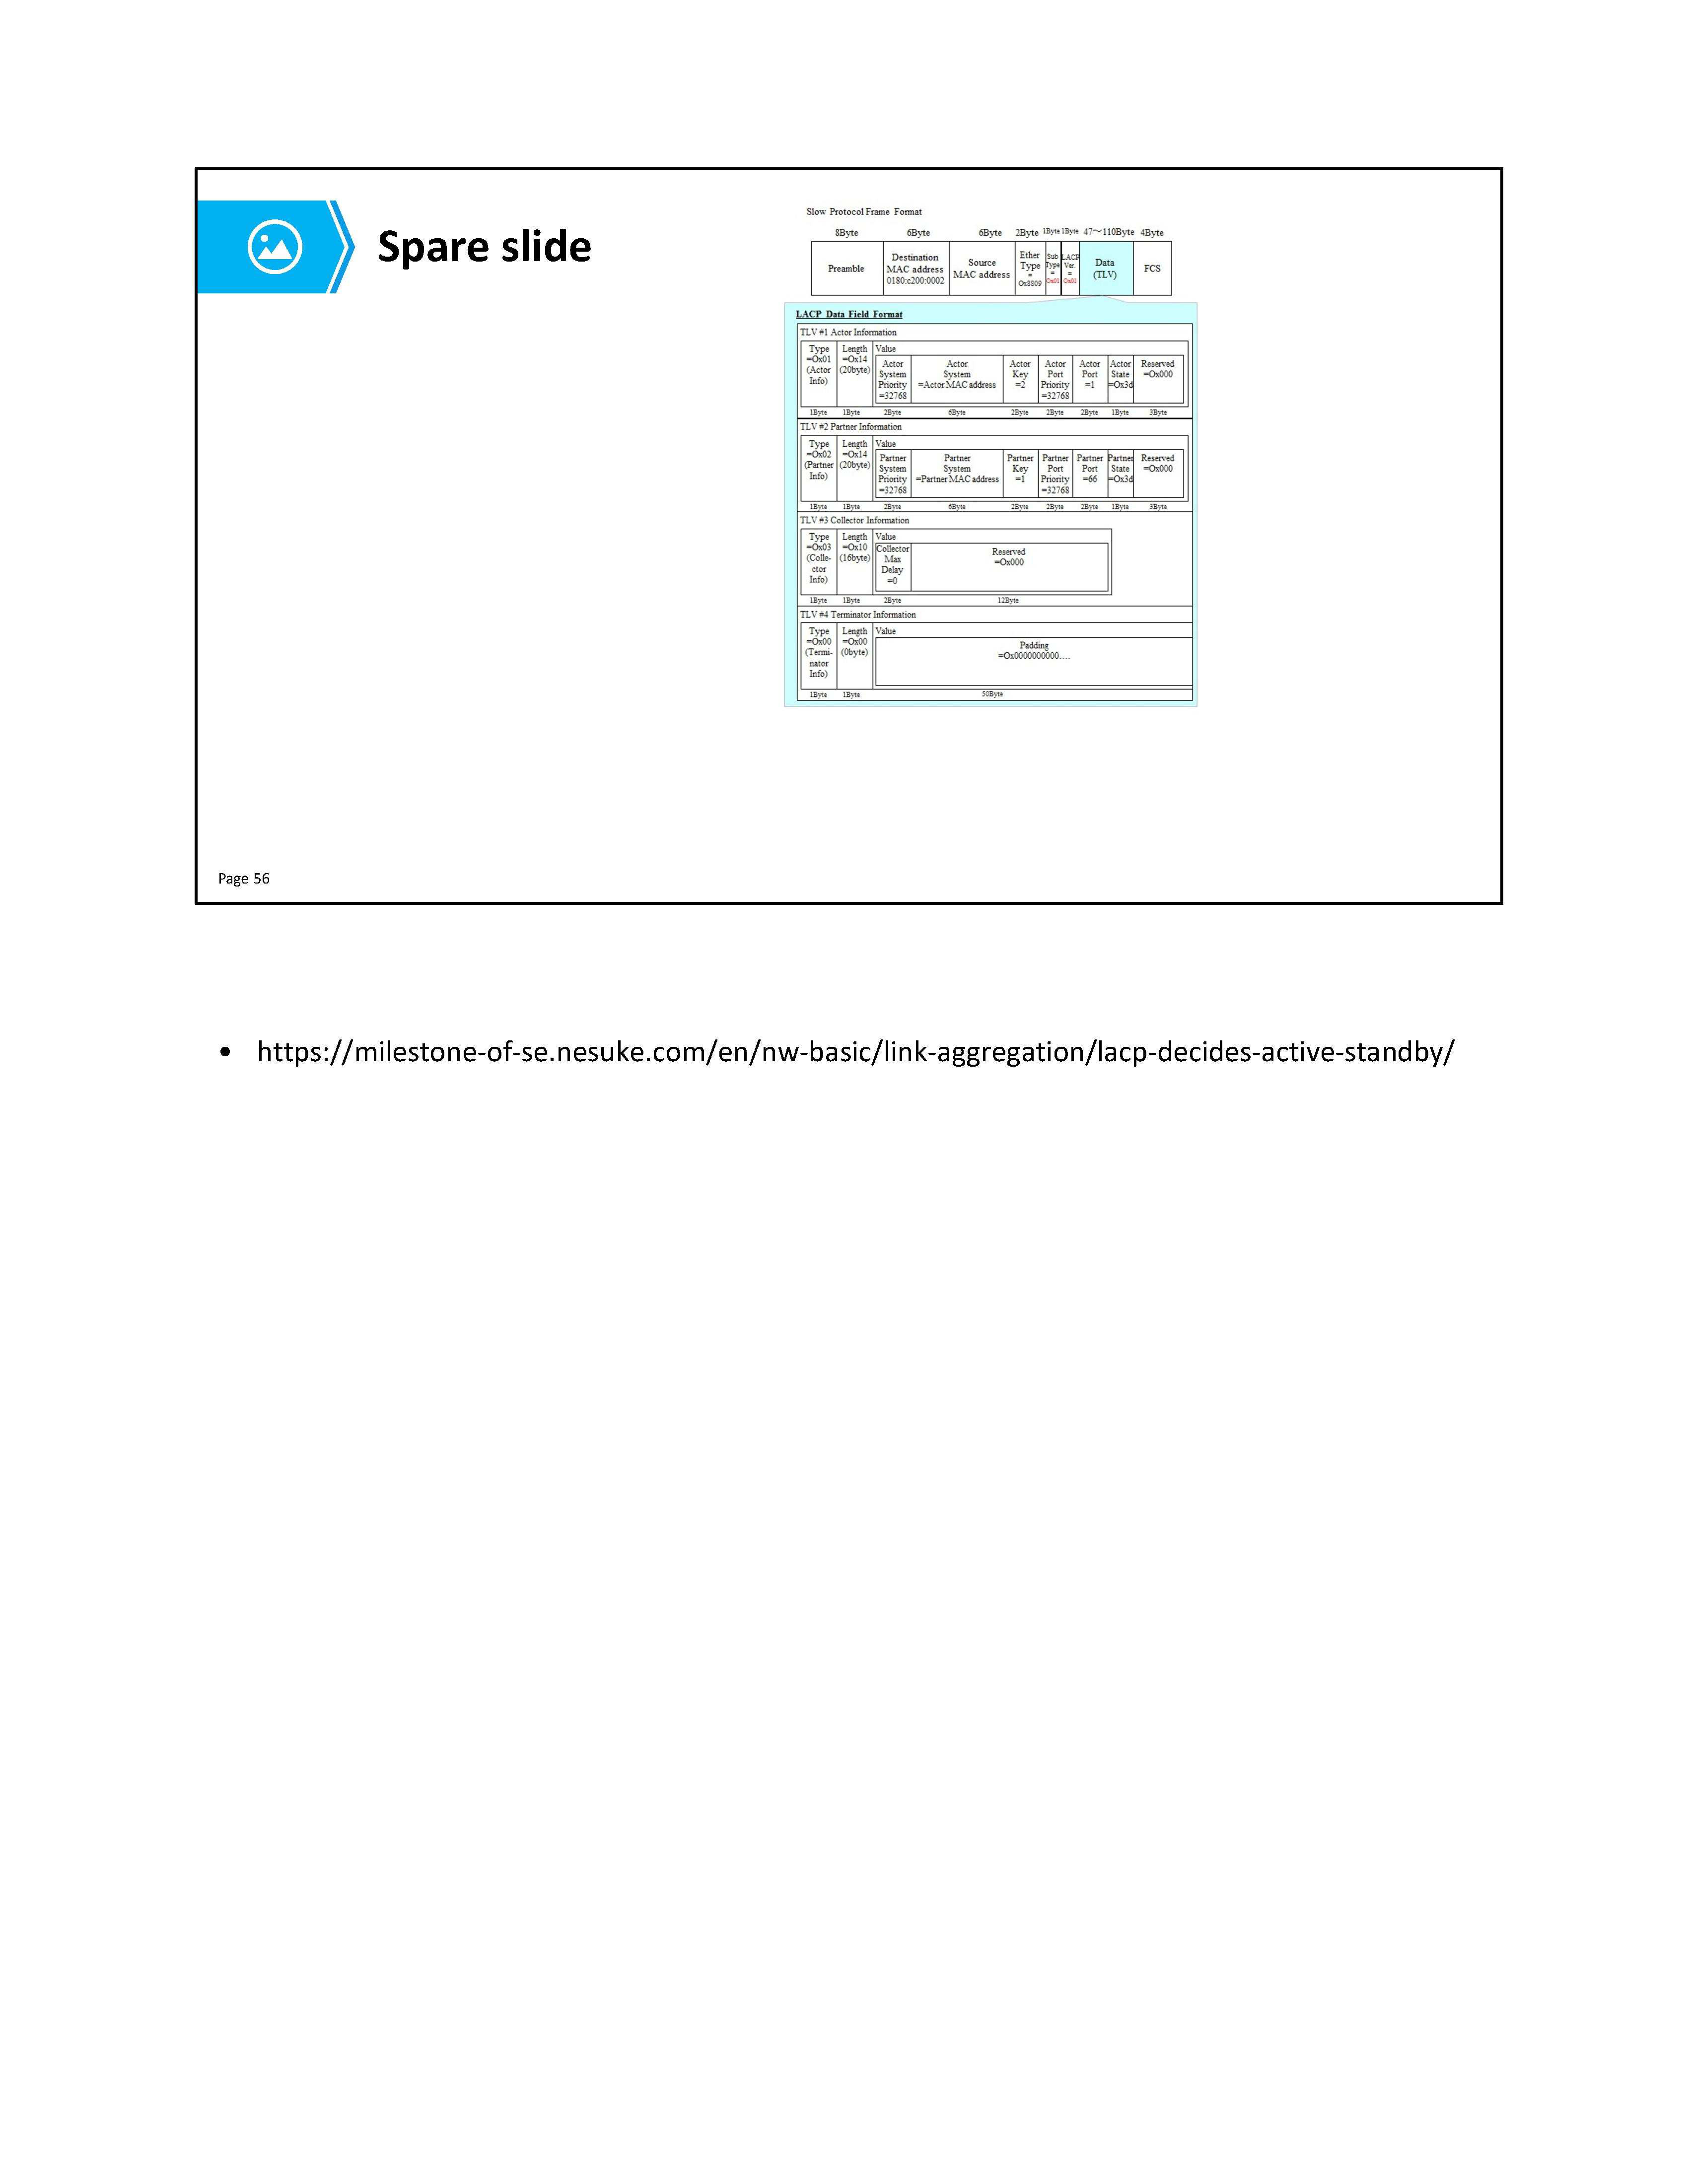 Spare slide
Slow Protocol Frame Format
8Byte 6Byte 6Byte 2Byte 1Byte 1Byte 47～110Byte 4Byte
Preamble
Destination
MAC address
0180:c200:0002
Source
MAC address
Ether
Type
=
Ox8809
Sub
Type
=
Ox01
LACP
Ver.
=
Ox01
Data
(TLV)
FCS
LACP Data Field Format
TLV #1 Actor Information
Type
=Ox01
(Actor
Info)
Length
=Ox14
(20byte)
Value
Actor
System
Priority
=32768
Actor
System
=Actor MAC address
Actor
Key
=2
Actor
Port
Priority
=32768
Actor
Port
=1
Actor
State
=Ox3d
Reserved
=Ox000
1Byte 1Byte 2Byte 6Byte 2Byte 2Byte 2Byte 1Byte 3Byte
TLV #2 Partner Information
Type
=Ox02
(Partner
Info)
Length
=Ox14
(20byte)
Value
Partner
System
Priority
=32768
Partner
System
=Partner MAC address
Partner
Key
=1
Partner
Port
Priority
=32768
Partner
Port
=66
Partner
State
=Ox3d
Reserved
=Ox000
1Byte 1Byte 2Byte 6Byte 2Byte 2Byte 2Byte 1Byte 3Byte
TLV #3 Collector Information
Type
=Ox03
(Colle-
ctor
Info)
Length
=Ox10
(16byte)
Value
Collector
Max
Delay
=0
Reserved
=Ox000
1Byte 1Byte 2Byte 12Byte
TLV #4 Terminator Information
Type
=Ox00
(Termi-
nator
Info)
Length
=Ox00
(0byte)
Value
Padding
=Ox0000000000....
1Byte 1Byte 50Byte
Page 56
• https://milestone-of-se.nesuke.com/en/nw-basic/link-aggregation/lacp-decides-active-standby/